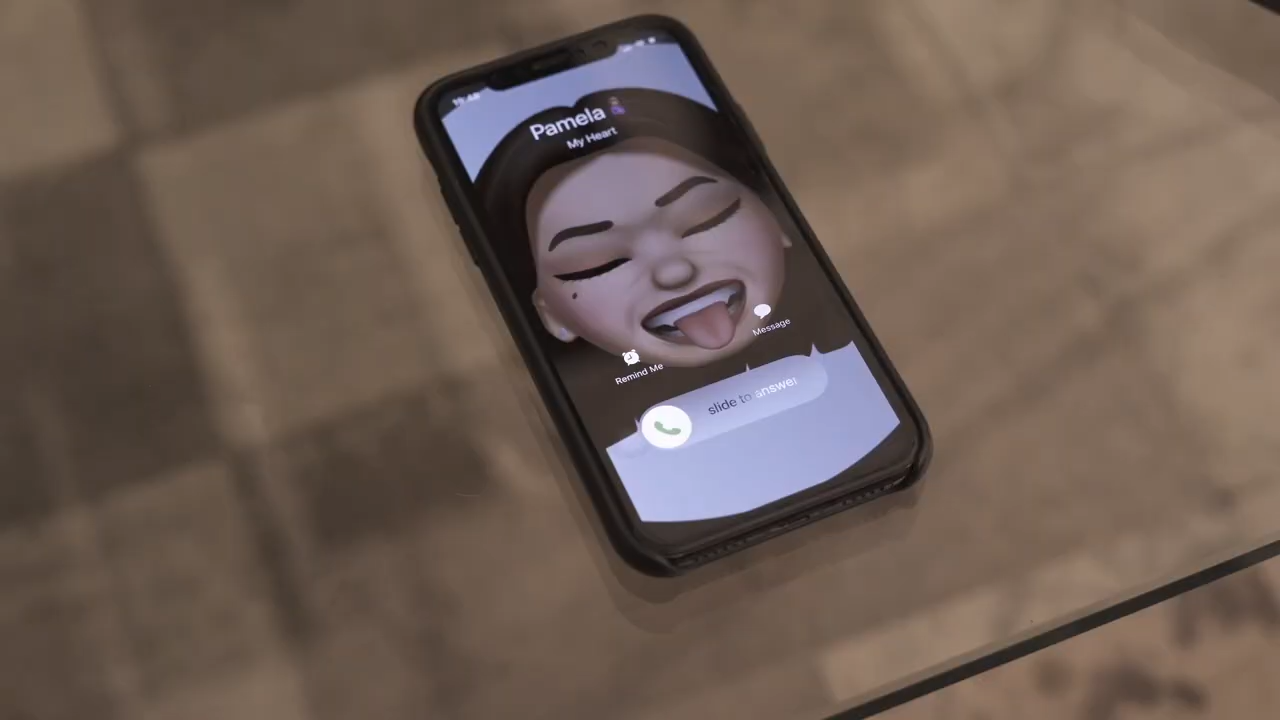 Pamela
My Heart
Message
Remind Me
slide to answer